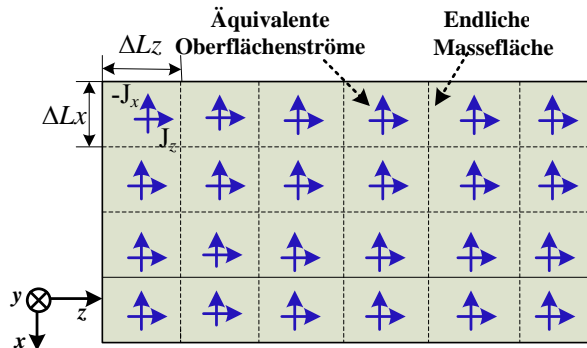 Äquivalente
Oberflächenströme
Endliche
Massefläche
ΔLz
ΔLx
-Jx
Jz
y
z
x